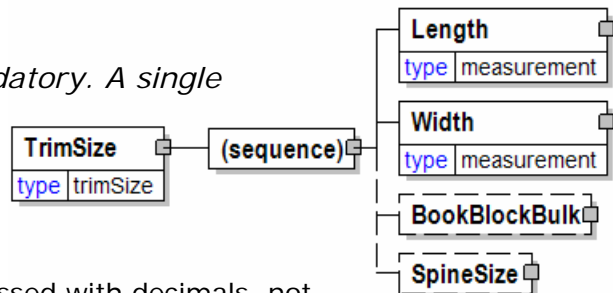 Length
type measurement
datory. A single
Width
type measurement
TrimSize
type trimSize
(sequence)
BookBlockBulk
SpineSize
ssed with decimals, not